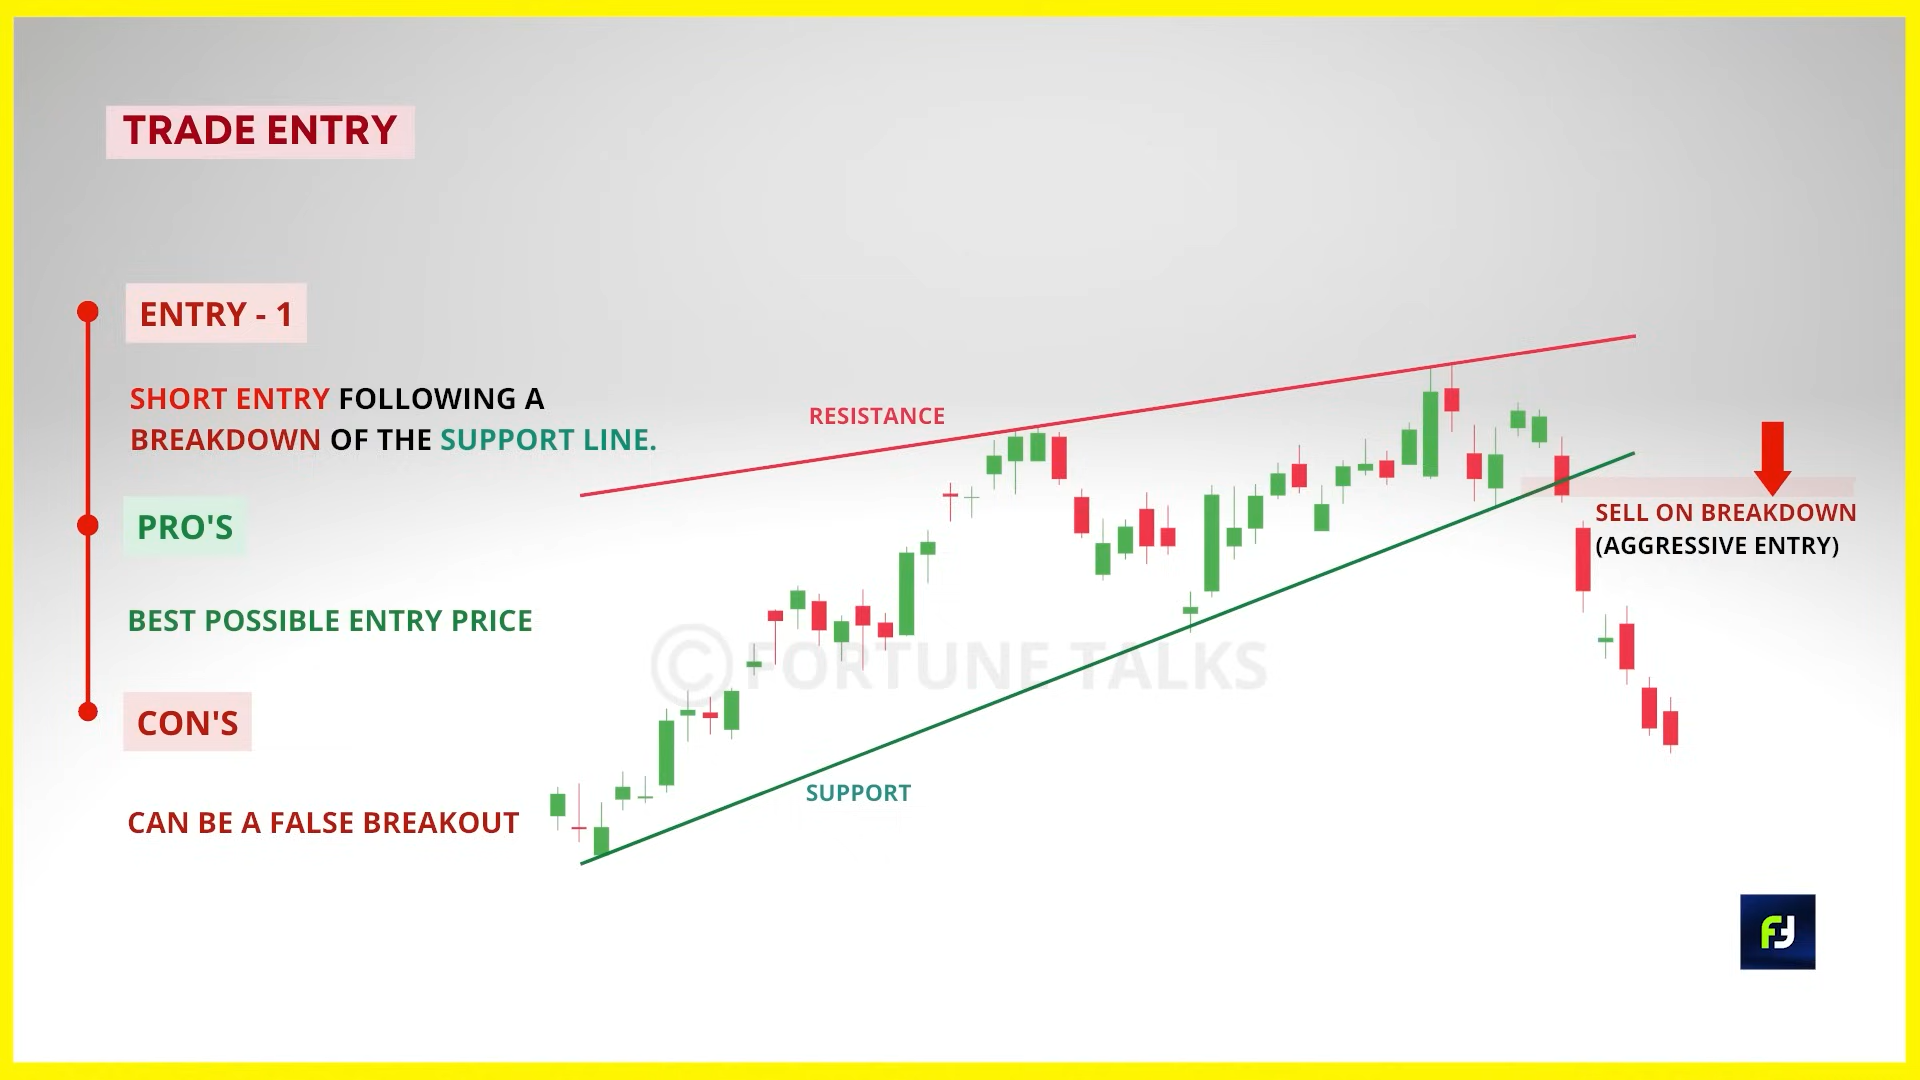 TRADE ENTRY
ENTRY - 1
SHORT ENTRY FOLLOWING A
BREAKDOWN OF THE SUPPORT LINE.
PRO'S
BEST POSSIBLE ENTRY PRICE
CON'S
CAN BE A FALSE BREAKOUT
RESISTANCE
SUPPORT
SELL ON BREAKDOWN
(AGGRESSIVE ENTRY)
© FORTUNE TALKS